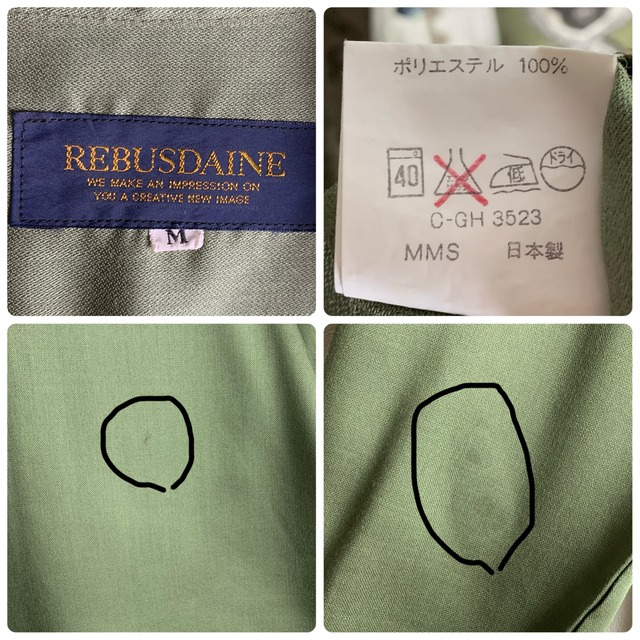 REBUSDAINE
WE MAKE AN IMPRESSION ON
YOU A CREATIVE NEW IMAGE
M
ポリエステル 100%
40 低 ドライ
C-GH 3523
MMS 日本製